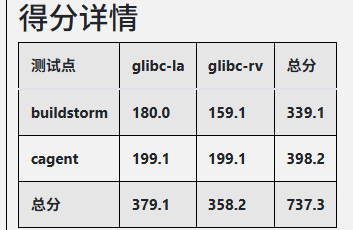 得分详情
测试点 glibc-la glibc-rv 总分
buildstorm 180.0 159.1 339.1
cagent 199.1 199.1 398.2
总分 379.1 358.2 737.3